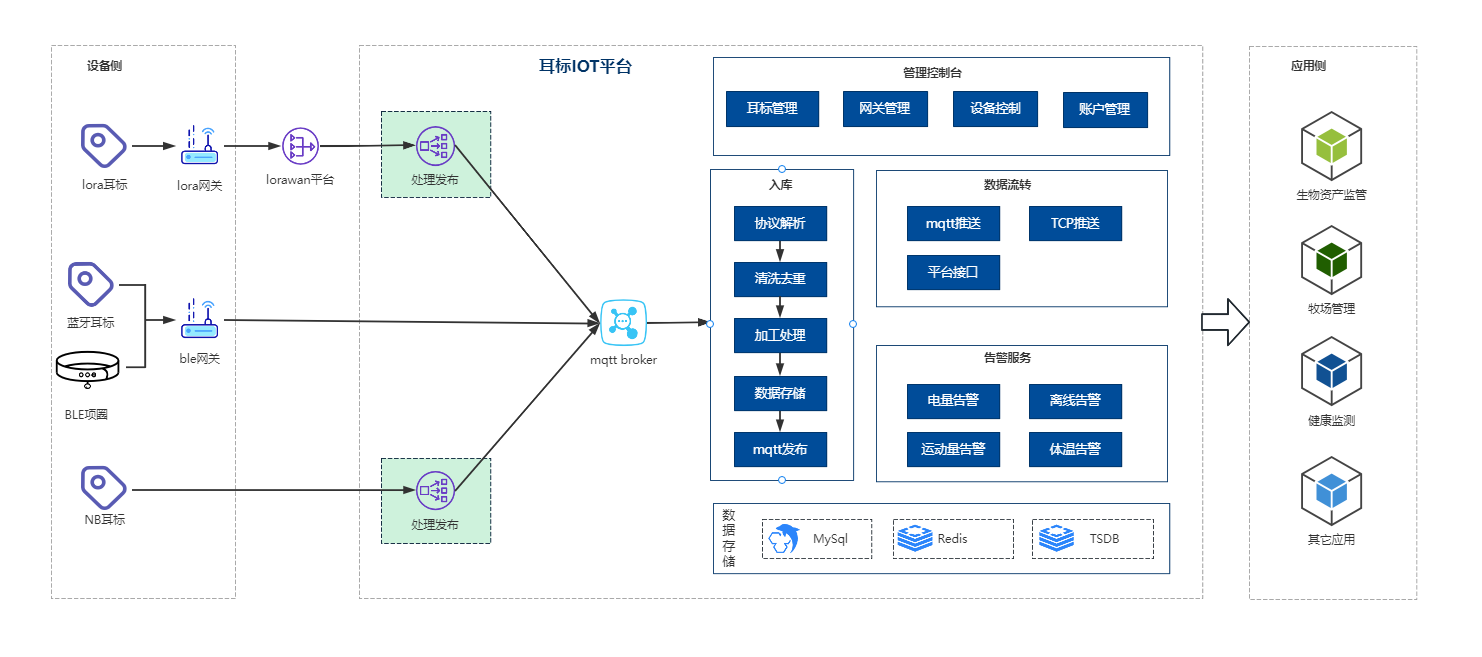 设备侧
lora耳标
lora网关
lorawan平台
蓝牙耳标
BLE项圈
ble网关
NB耳标
耳标IOT平台
处理发布
处理发布
mqtt broker
管理控制台
耳标管理
网关管理
设备控制
账户管理
入库
协议解析
清洗去重
加工处理
数据存储
mqtt发布
数据流转
mqtt推送
TCP推送
平台接口
告警服务
电量告警
离线告警
运动量告警
体温告警
数
据
存
储
MySql
Redis
TSDB
应用侧
生物资产监管
牧场管理
健康监测
其它应用